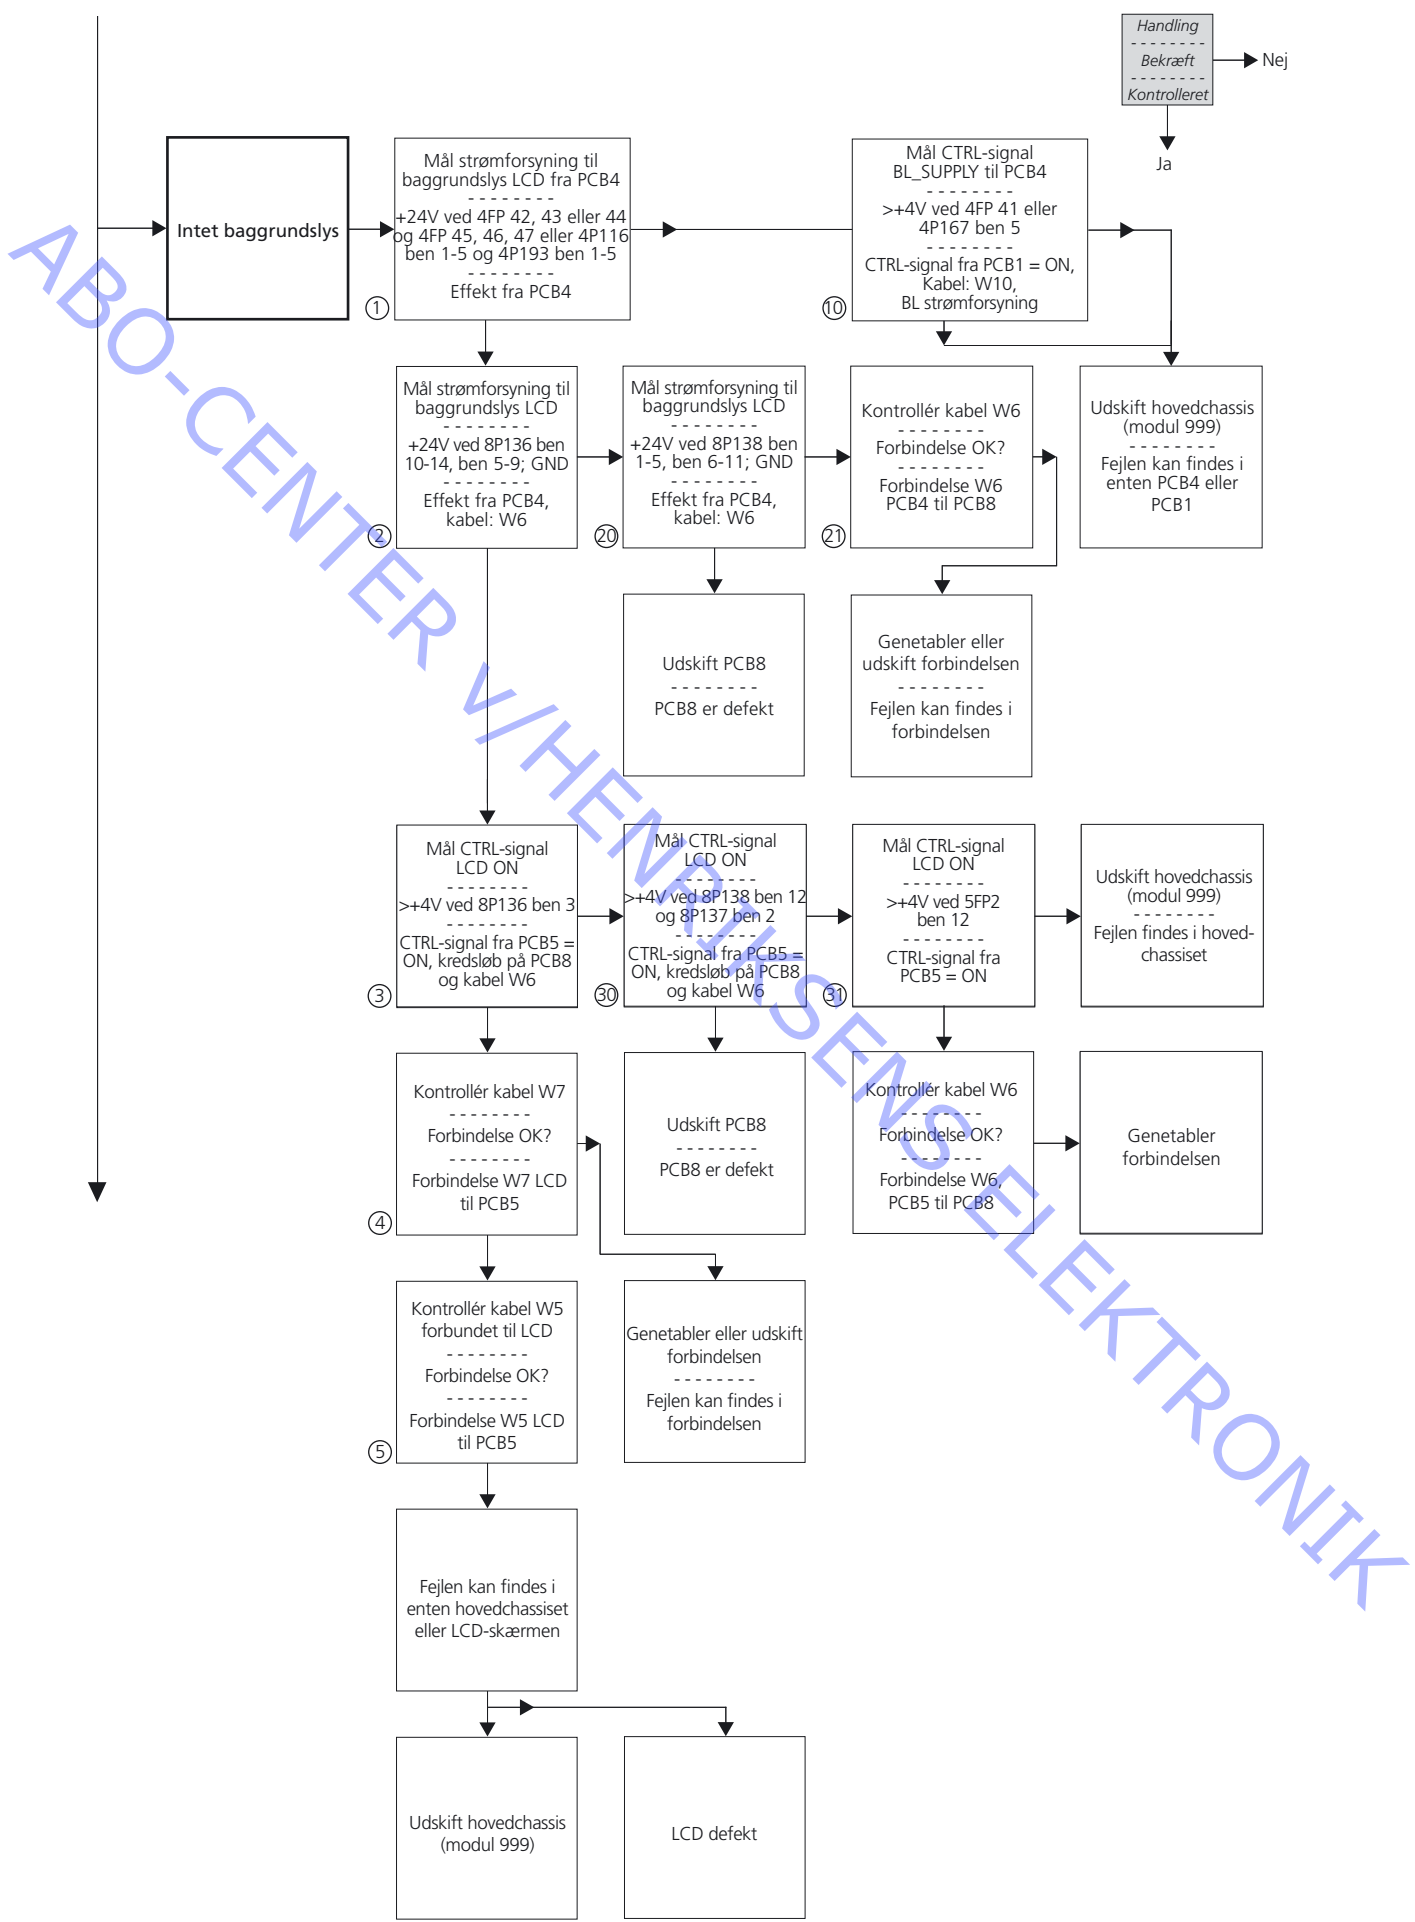 Handling
- - - - - - - -
Bekræft
- - - - - - - -
Kontrolleret
Nej
Ja
Intet baggrundslys
Mål strømforsyning til
baggrundslys LCD fra PCB4
- - - - - - - -
+24V ved 4FP 42, 43 eller 44
og 4FP 45, 46, 47 eller 4P116
ben 1-5 og 4P193 ben 1-5
- - - - - - - -
Effekt fra PCB4
1
Mål CTRL-signal
BL_SUPPLY til PCB4
- - - - - - - -
>+4V ved 4FP 41 eller
4P167 ben 5
- - - - - - - -
CTRL-signal fra PCB1 = ON,
Kabel: W10,
BL strømforsyning
10
Mål strømforsyning til
baggrundslys LCD
- - - - - - - -
+24V ved 8P136 ben
10-14, ben 5-9; GND
- - - - - - - -
Effekt fra PCB4,
kabel: W6
2
Mål strømforsyning til
baggrundslys LCD
- - - - - - - -
+24V ved 8P138 ben
1-5, ben 6-11; GND
- - - - - - - -
Effekt fra PCB4,
kabel: W6
20
Kontrollér kabel W6
- - - - - - - -
Forbindelse OK?
- - - - - - - -
Forbindelse W6
PCB4 til PCB8
21
Udskift hovedchassis
(modul 999)
- - - - - - - -
Fejlen kan findes i
enten PCB4 eller
PCB1
Udskift PCB8
- - - - - - - -
PCB8 er defekt
Genetabler eller
udskift forbindelsen
- - - - - - - -
Fejlen kan findes i
forbindelsen
Mål CTRL-signal
LCD ON
- - - - - - - -
>+4V ved 8P136 ben 3
- - - - - - - -
CTRL-signal fra PCB5 =
ON, kredsløb på PCB8
og kabel W6
3
Mål CTRL-signal
LCD ON
- - - - - - - -
>+4V ved 8P138 ben 12
og 8P137 ben 2
- - - - - - - -
CTRL-signal fra PCB5 =
ON, kredsløb på PCB8
og kabel W6
30
Mål CTRL-signal
LCD ON
- - - - - - - -
>+4V ved 5FP2
ben 12
- - - - - - - -
CTRL-signal fra
PCB5 = ON
31
Udskift hovedchassis
(modul 999)
- - - - - - - -
Fejlen findes i hoved-
chassiset
Kontrollér kabel W7
- - - - - - - -
Forbindelse OK?
- - - - - - - -
Forbindelse W7 LCD
til PCB5
4
Udskift PCB8
- - - - - - - -
PCB8 er defekt
Kontrollér kabel W6
- - - - - - - -
Forbindelse OK?
- - - - - - - -
Forbindelse W6,
PCB5 til PCB8
Genetabler
forbindelsen
Kontrollér kabel W5
forbundet til LCD
- - - - - - - -
Forbindelse OK?
- - - - - - - -
Forbindelse W5 LCD
til PCB5
5
Genetabler eller udskift
forbindelsen
- - - - - - - -
Fejlen kan findes i
forbindelsen
Fejlen kan findes i
enten hovedchassiset
eller LCD-skærmen
Udskift hovedchassis
(modul 999)
LCD defekt
ABO-CENTER v/HENRIKSENS ELEKTRONIK